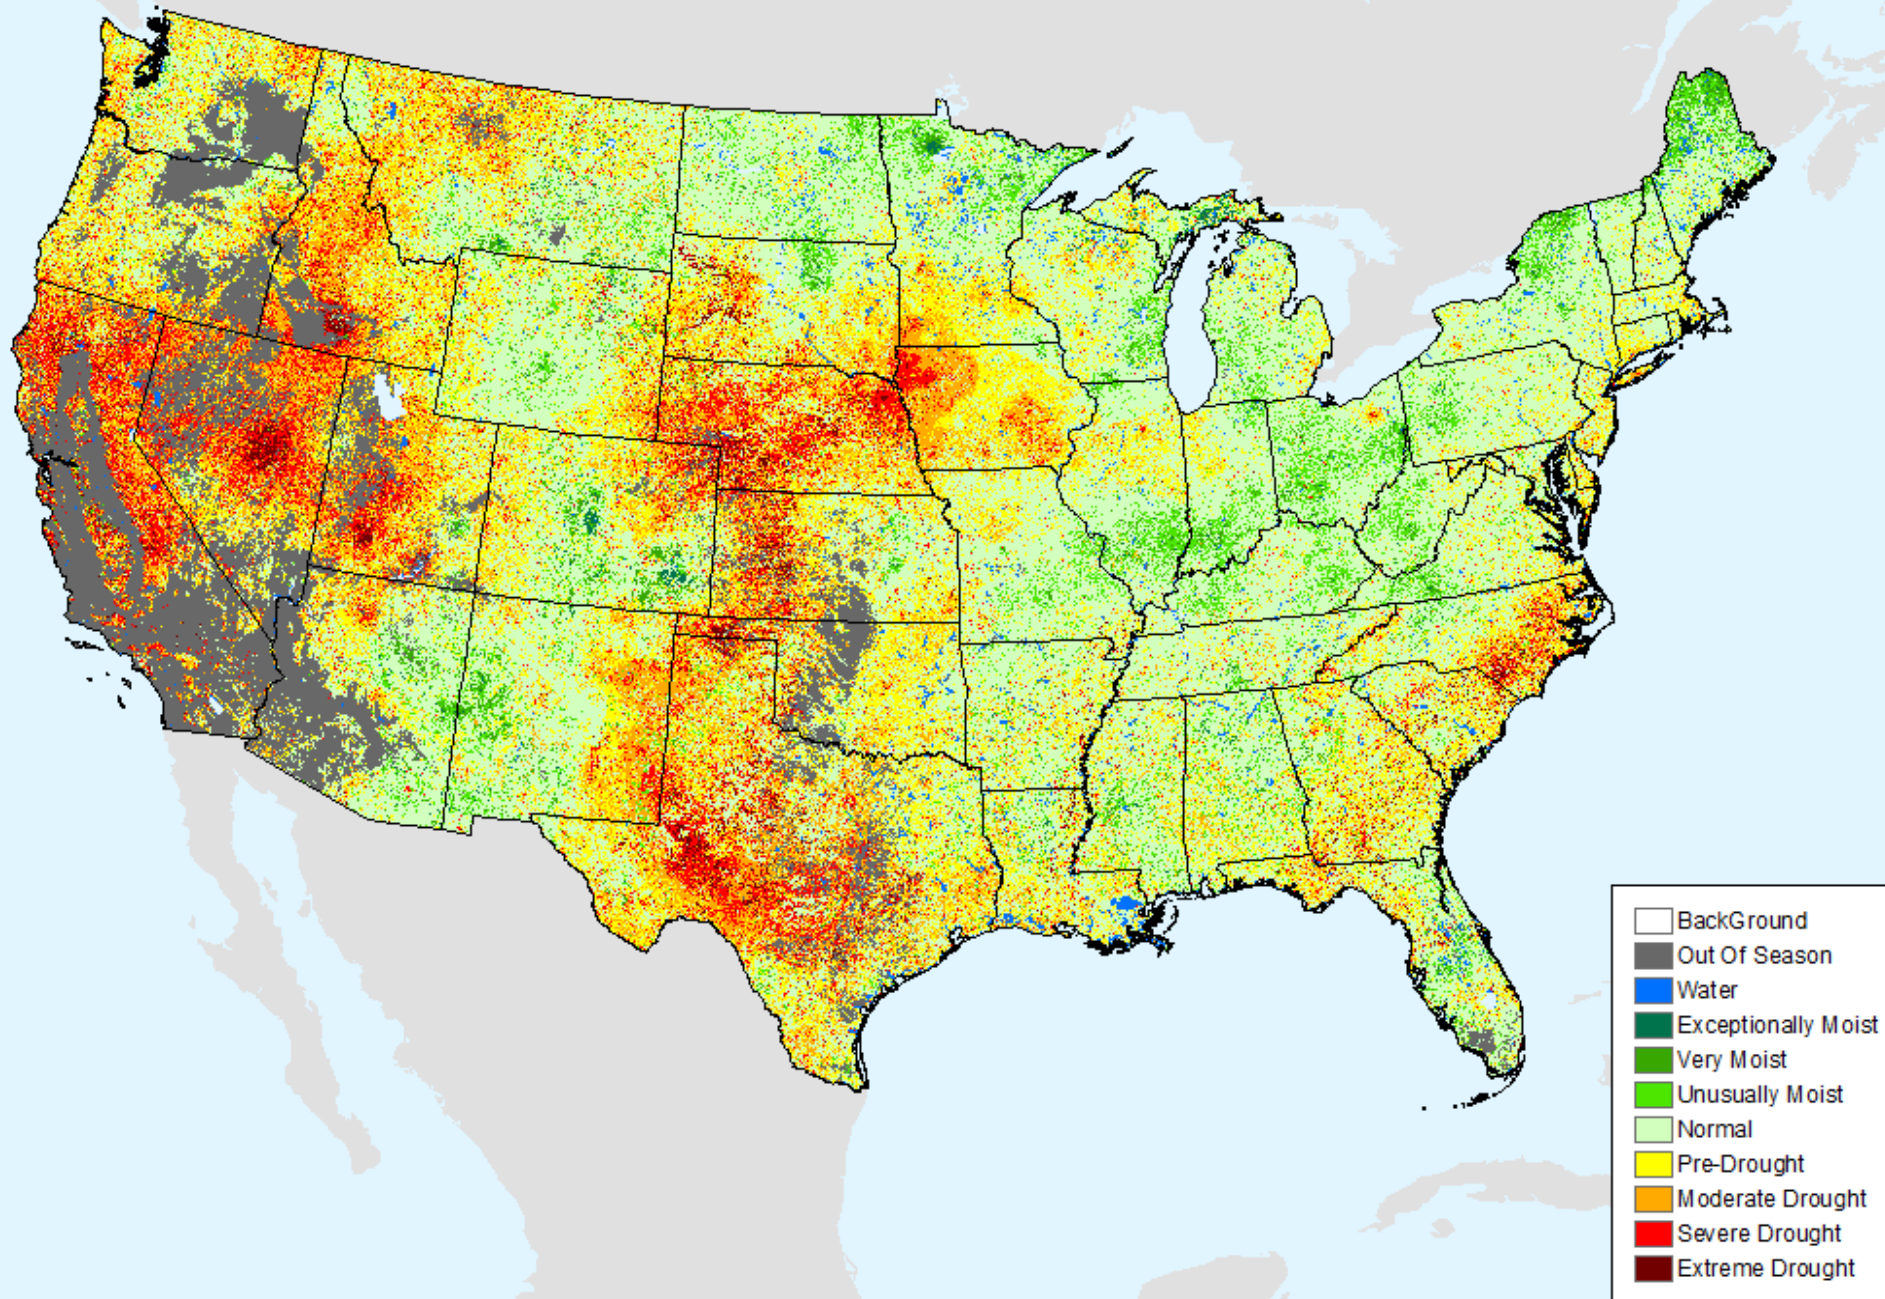 BackGround
Out Of Season
Water
Exceptionally Moist
Very Moist
Unusually Moist
Normal
Pre-Drought
Moderate Drought
Severe Drought
Extreme Drought